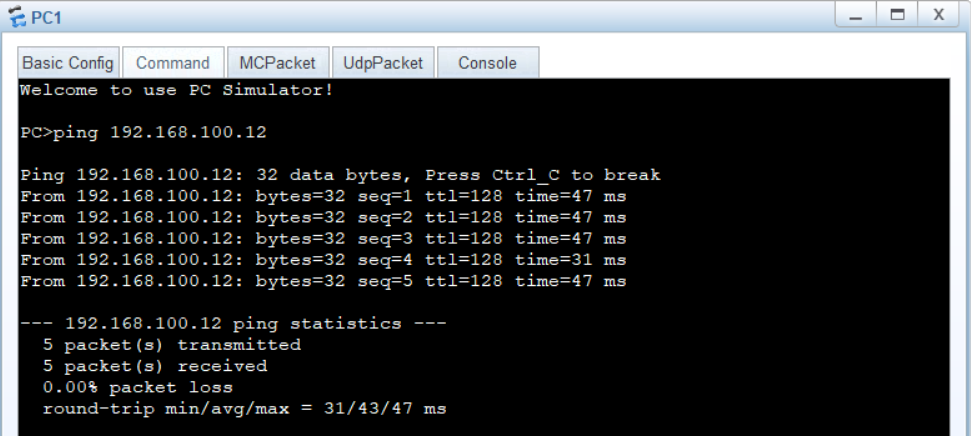 PC1
X
Basic Config Command MCPacket UdpPacket Console
Welcome to use PC Simulator!
PC>ping 192.168.100.12
Ping 192.168.100.12: 32 data bytes, Press Ctrl_C to break
From 192.168.100.12: bytes=32 seq=1 ttl=128 time=47 ms
From 192.168.100.12: bytes=32 seq=2 ttl=128 time=47 ms
From 192.168.100.12: bytes=32 seq=3 ttl=128 time=47 ms
From 192.168.100.12: bytes=32 seq=4 ttl=128 time=31 ms
From 192.168.100.12: bytes=32 seq=5 ttl=128 time=47 ms
--- 192.168.100.12 ping statistics ---
5 packet(s) transmitted
5 packet(s) received
0.00% packet loss
round-trip min/avg/max = 31/43/47 ms